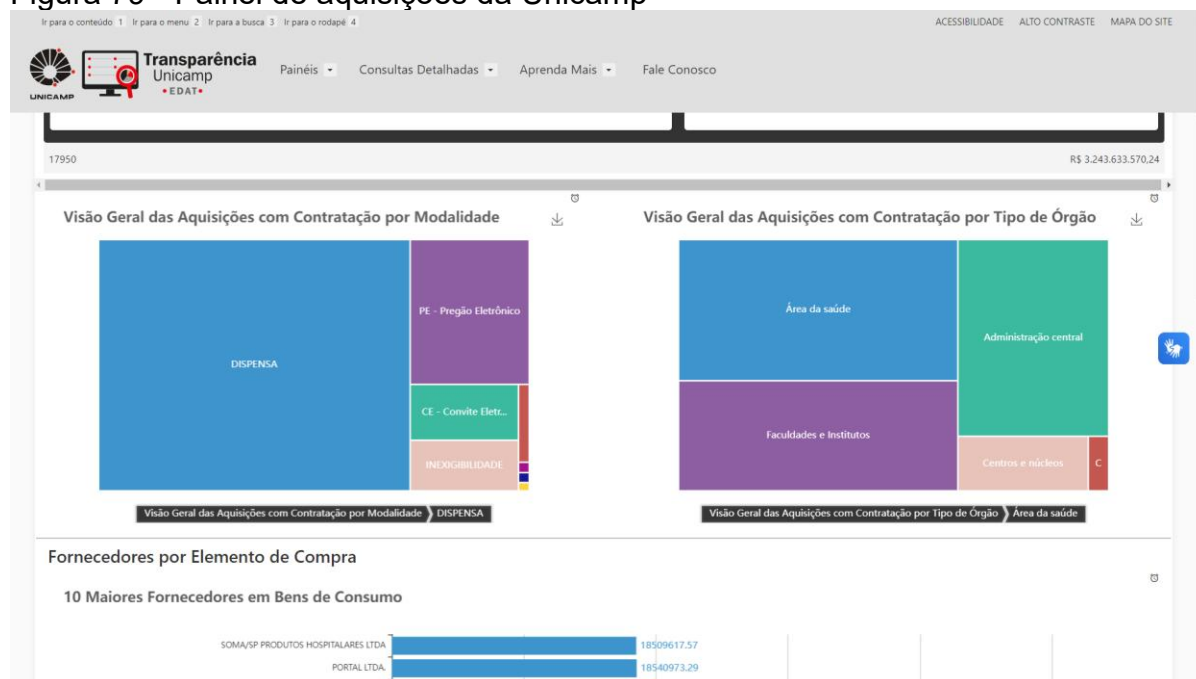 Figura 79 - Painel de aquisições da Unicamp
Ir para o conteúdo 1 Ir para o menu 2 Ir para a busca 3 Ir para o rodapé 4
ACESSIBILIDADE ALTO CONTRASTE MAPA DO SITE
UNICAMP
Transparência
Unicamp
•EDAT•
Painéis Consultas Detalhadas Aprenda Mais Fale Conosco
17950 R$ 3.243.633.570,24
Visão Geral das Aquisições com Contratação por Modalidade
DISPENSA
PE - Pregão Eletrônico
CE - Convite Eletr...
INEXIGIBILIDADE
Visão Geral das Aquisições com Contratação por Modalidade DISPENSA
Visão Geral das Aquisições com Contratação por Tipo de Órgão
Área da saúde
Administração central
Faculdades e Institutos
Centros e núcleos
C
Visão Geral das Aquisições com Contratação por Tipo de Órgão Área da saúde
Fornecedores por Elemento de Compra
10 Maiores Fornecedores em Bens de Consumo
SOMA/SP PRODUTOS HOSPITALARES LTDA 18509617.57
PORTAL LTDA. 18540973.29